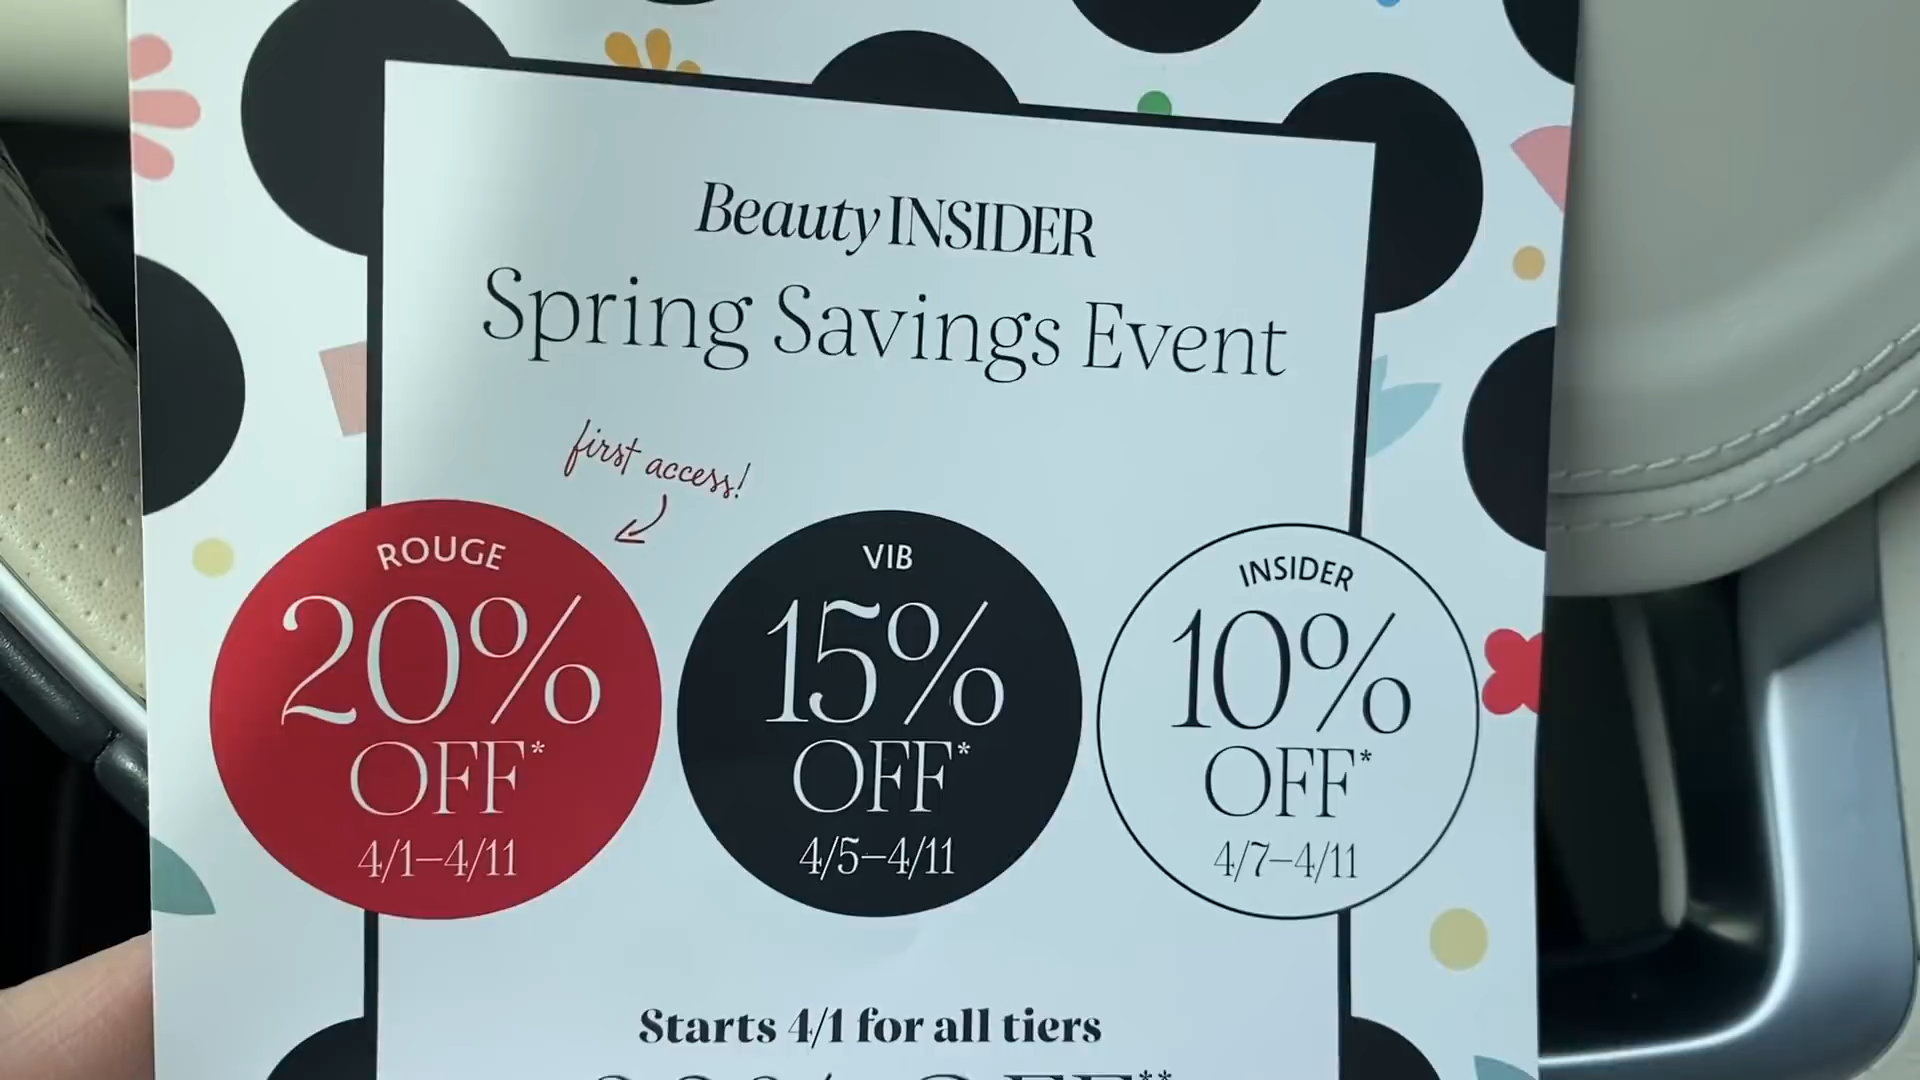 Beauty INSIDER
Spring Savings Event
first access!
ROUGE
20%
OFF*
4/1–4/11
VIB
15%
OFF*
4/5–4/11
INSIDER
10%
OFF*
4/7–4/11
Starts 4/1 for all tiers